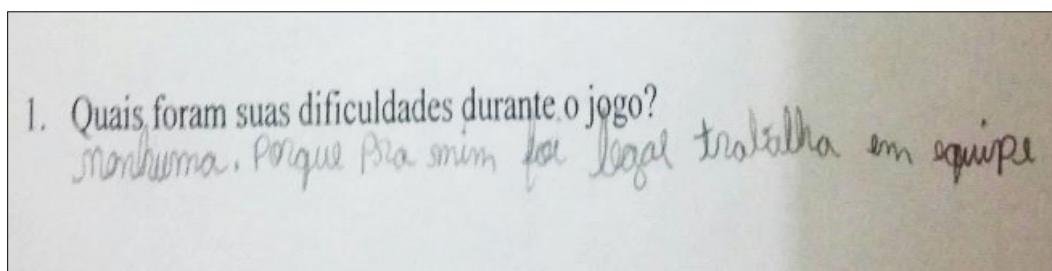 1. Quais foram suas dificuldades durante o jogo?
nenhuma. Porque pra mim foi legal trabalha em equipe